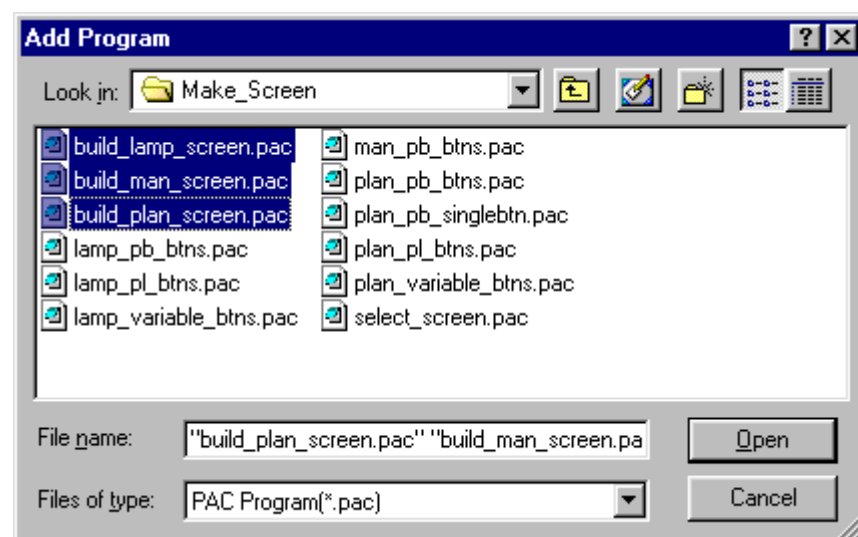 Add Program
Look in: Make_Screen
build_lamp_screen.pac
build_man_screen.pac
build_plan_screen.pac
lamp_pb_btns.pac
lamp_pl_btns.pac
lamp_variable_btns.pac
man_pb_btns.pac
plan_pb_btns.pac
plan_pb_singlebtn.pac
plan_pl_btns.pac
plan_variable_btns.pac
select_screen.pac
File name: "build_plan_screen.pac" "build_man_screen.pa
Open
Files of type: PAC Program(*.pac)
Cancel